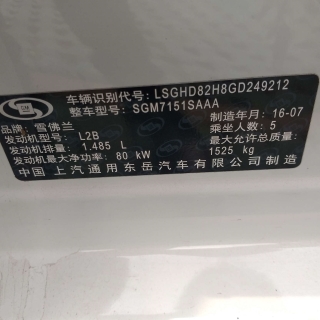 车辆识别代号: LSGHD82H8GD249212
整车型号: SGM7151SAAA
品牌: 雪佛兰 制造年月: 16-07
发动机型号: L2B 乘坐人数: 5
发动机排量: 1.485 L 最大允许总质量:
发动机最大净功率: 80 kW 1525 kg
中国 上汽通用东岳汽车有限公司制造